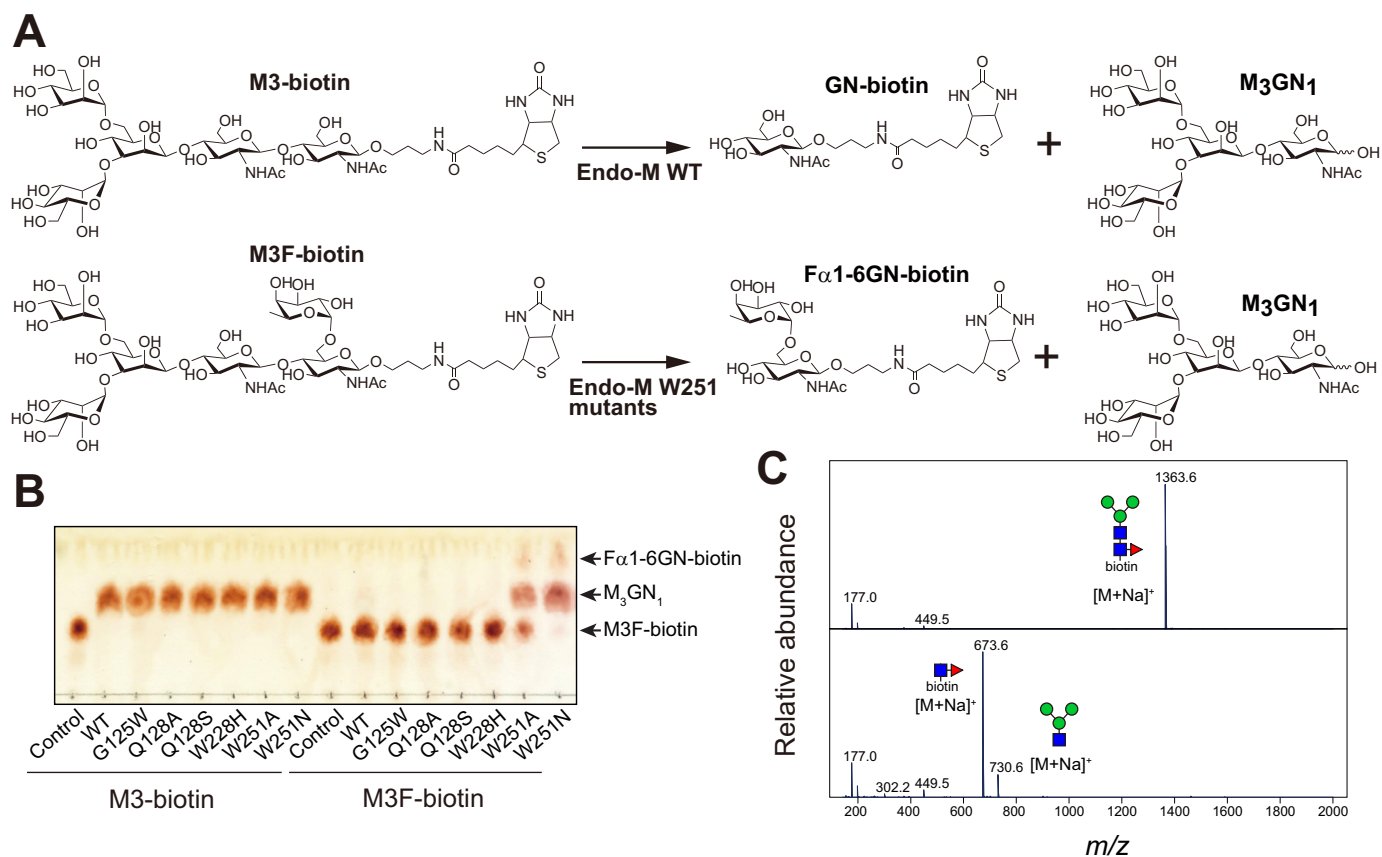 A
M3-biotin
GN-biotin
M₃GN₁
Endo-M WT
+
M3F-biotin
Fα1-6GN-biotin
M₃GN₁
Endo-M W251
mutants
+
OH
HO
O
NHAc
HN
NH
H
N
S
OHOH
B
Fα1-6GN-biotin
M₃GN₁
M3F-biotin
Control WT G125W Q128A Q128S W228H W251A W251N Control WT G125W Q128A Q128S W228H W251A W251N
M3-biotin M3F-biotin
C
Relative abundance
1363.6
biotin
[M+Na]⁺
177.0
449.5
673.6
biotin
[M+Na]⁺
[M+Na]⁺
177.0
302.2
449.5
730.6
200 400 600 800 1000 1200 1400 1600 1800 2000
m/z